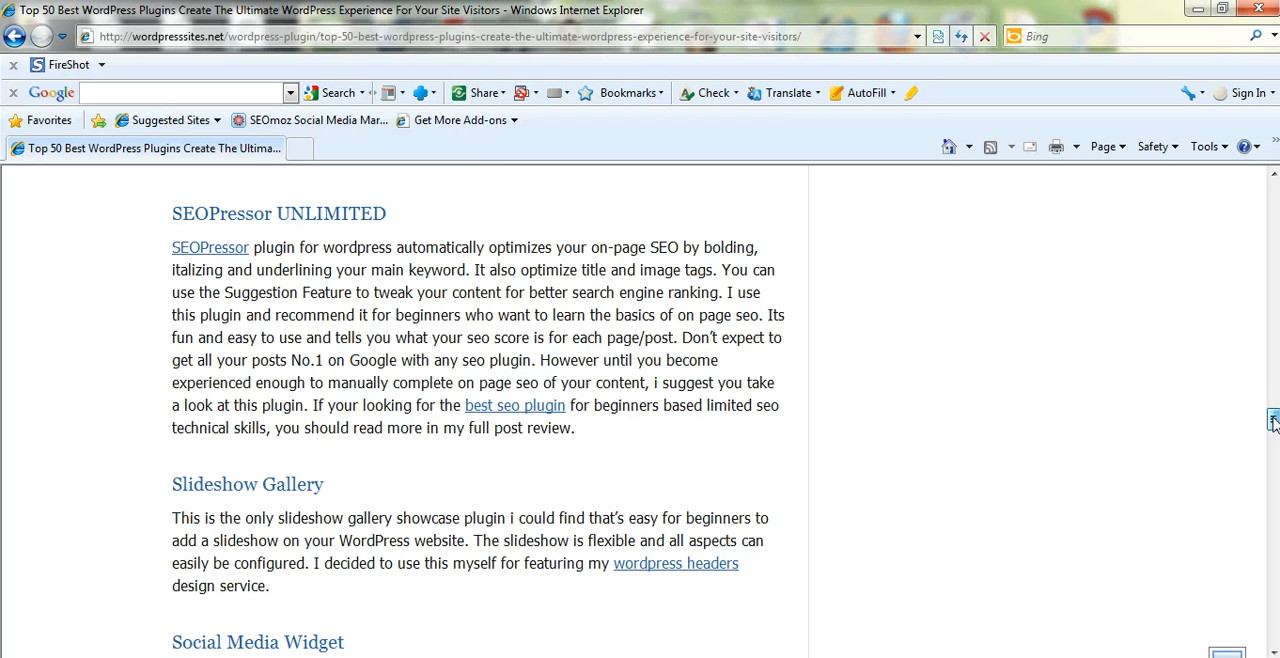 Top 50 Best WordPress Plugins Create The Ultimate WordPress Experience For Your Site Visitors - Windows Internet Explorer
http://wordpresssites.net/wordpress-plugin/top-50-best-wordpress-plugins-create-the-ultimate-wordpress-experience-for-your-site-visitors/ Bing
x S FireShot
x Google Search Share Bookmarks Check Translate AutoFill Sign In
Favorites Suggested Sites SEOmoz Social Media Mar... Get More Add-ons
Top 50 Best WordPress Plugins Create The Ultima... Page Safety Tools
SEOPressor UNLIMITED
SEOPressor plugin for wordpress automatically optimizes your on-page SEO by bolding,
italizing and underlining your main keyword. It also optimize title and image tags. You can
use the Suggestion Feature to tweak your content for better search engine ranking. I use
this plugin and recommend it for beginners who want to learn the basics of on page seo. Its
fun and easy to use and tells you what your seo score is for each page/post. Don’t expect to
get all your posts No.1 on Google with any seo plugin. However until you become
experienced enough to manually complete on page seo of your content, i suggest you take
a look at this plugin. If your looking for the best seo plugin for beginners based limited seo
technical skills, you should read more in my full post review.
Slideshow Gallery
This is the only slideshow gallery showcase plugin i could find that’s easy for beginners to
add a slideshow on your WordPress website. The slideshow is flexible and all aspects can
easily be configured. I decided to use this myself for featuring my wordpress headers
design service.
Social Media Widget